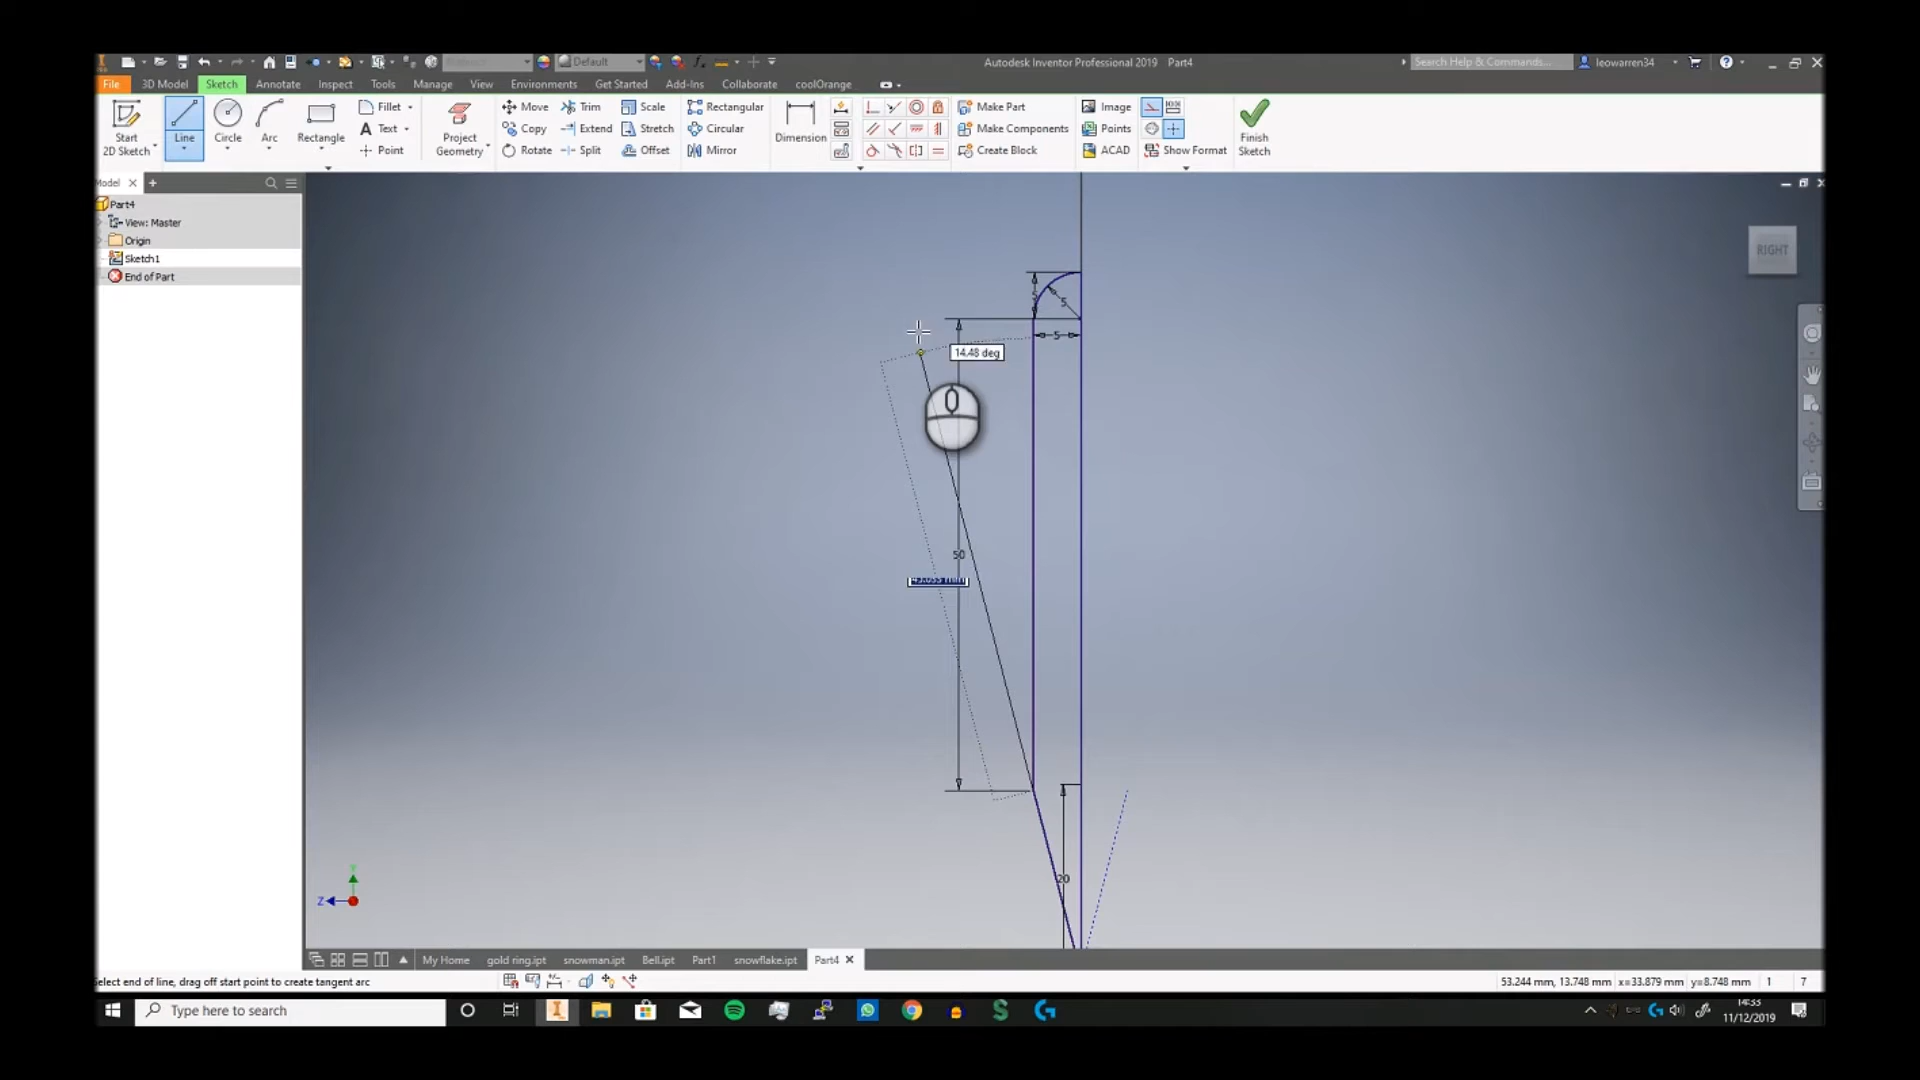 Default
Autodesk Inventor Professional 2019 Part4
Search Help & Commands...
leowarren34
File 3D Model Sketch Annotate Inspect Tools Manage View Environments Get Started Add-Ins Collaborate coolOrange
Start
2D Sketch
Line
Circle
Arc
Rectangle
Fillet
Text
Point
Project
Geometry
Move
Copy
Rotate
Trim
Extend
Split
Scale
Stretch
Offset
Rectangular
Circular
Mirror
Dimension
Make Part
Make Components
Create Block
Image
Points
ACAD
Show Format
Finish
Sketch
Model
Part4
View: Master
Origin
Sketch1
End of Part
RIGHT
5
5
14.48 deg
50
20
Y
Z
My Home gold ring.ipt snowman.ipt Bell.ipt Part1 snowflake.ipt Part4
elect end of line, drag off start point to create tangent arc
53.244 mm, 13.748 mm x=33.879 mm y=8.748 mm 1 7
Type here to search
14:33
11/12/2019